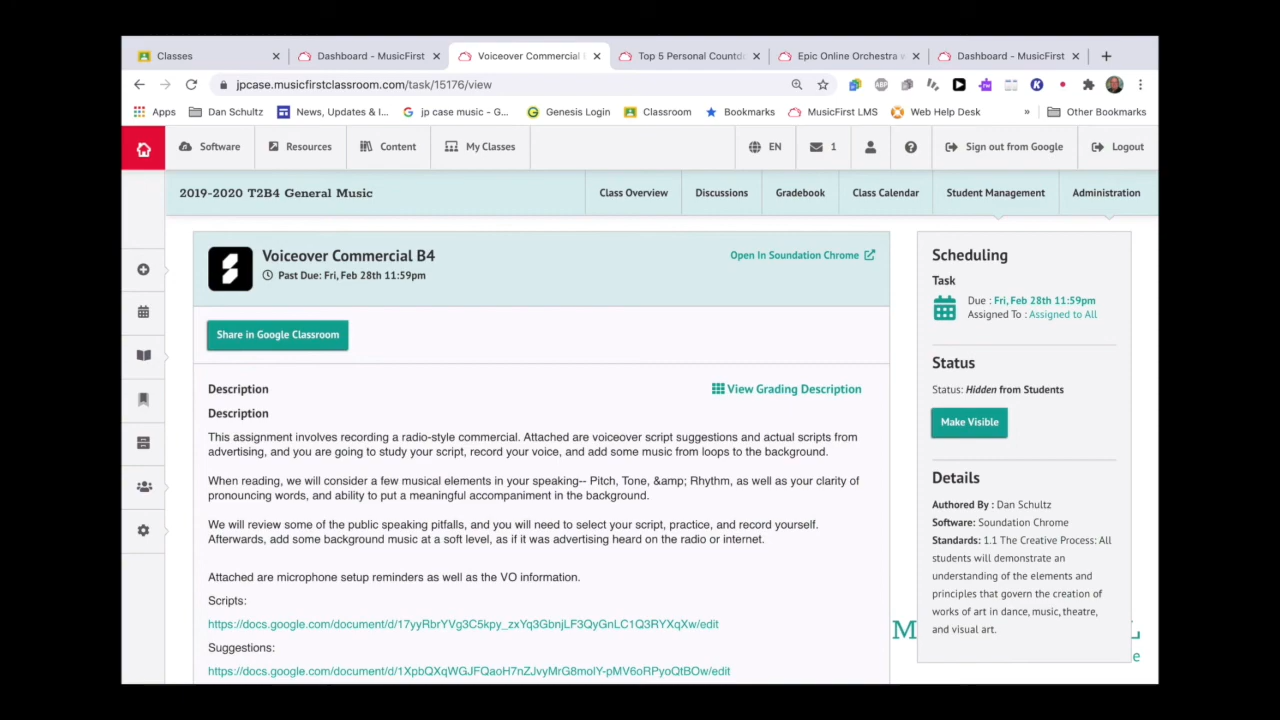 Classes
Dashboard - MusicFirst
Voiceover Commercial
Top 5 Personal Countdo
Epic Online Orchestra
Dashboard - MusicFirst
jpcase.musicfirstclassroom.com/task/15176/view
Apps
Dan Schultz
News, Updates & I...
jp case music - G...
Genesis Login
Classroom
Bookmarks
MusicFirst LMS
Web Help Desk
»
Other Bookmarks
Software
Resources
Content
My Classes
EN
1
Sign out from Google
Logout
2019-2020 T2B4 General Music
Class Overview
Discussions
Gradebook
Class Calendar
Student Management
Administration
Voiceover Commercial B4
Past Due: Fri, Feb 28th 11:59pm
Open In Soundation Chrome
Share in Google Classroom
Description
View Grading Description
Description
This assignment involves recording a radio-style commercial. Attached are voiceover script suggestions and actual scripts from
advertising, and you are going to study your script, record your voice, and add some music from loops to the background.
When reading, we will consider a few musical elements in your speaking-- Pitch, Tone, &amp; Rhythm, as well as your clarity of
pronouncing words, and ability to put a meaningful accompaniment in the background.
We will review some of the public speaking pitfalls, and you will need to select your script, practice, and record yourself.
Afterwards, add some background music at a soft level, as if it was advertising heard on the radio or internet.
Attached are microphone setup reminders as well as the VO information.
Scripts:
https://docs.google.com/document/d/17yyRbrYVg3C5kpy_zxYq3GbnjLF3QyGnLC1Q3RYXqXw/edit
Suggestions:
https://docs.google.com/document/d/1XpbQXqWGJFQaoH7nZJvyMrG8molY-pMV6oRPyoQtBOw/edit
Scheduling
Task
Due : Fri, Feb 28th 11:59pm
Assigned To : Assigned to All
Status
Status: Hidden from Students
Make Visible
Details
Authored By : Dan Schultz
Software: Soundation Chrome
Standards: 1.1 The Creative Process: All
students will demonstrate an
understanding of the elements and
principles that govern the creation of
works of art in dance, music, theatre,
and visual art.